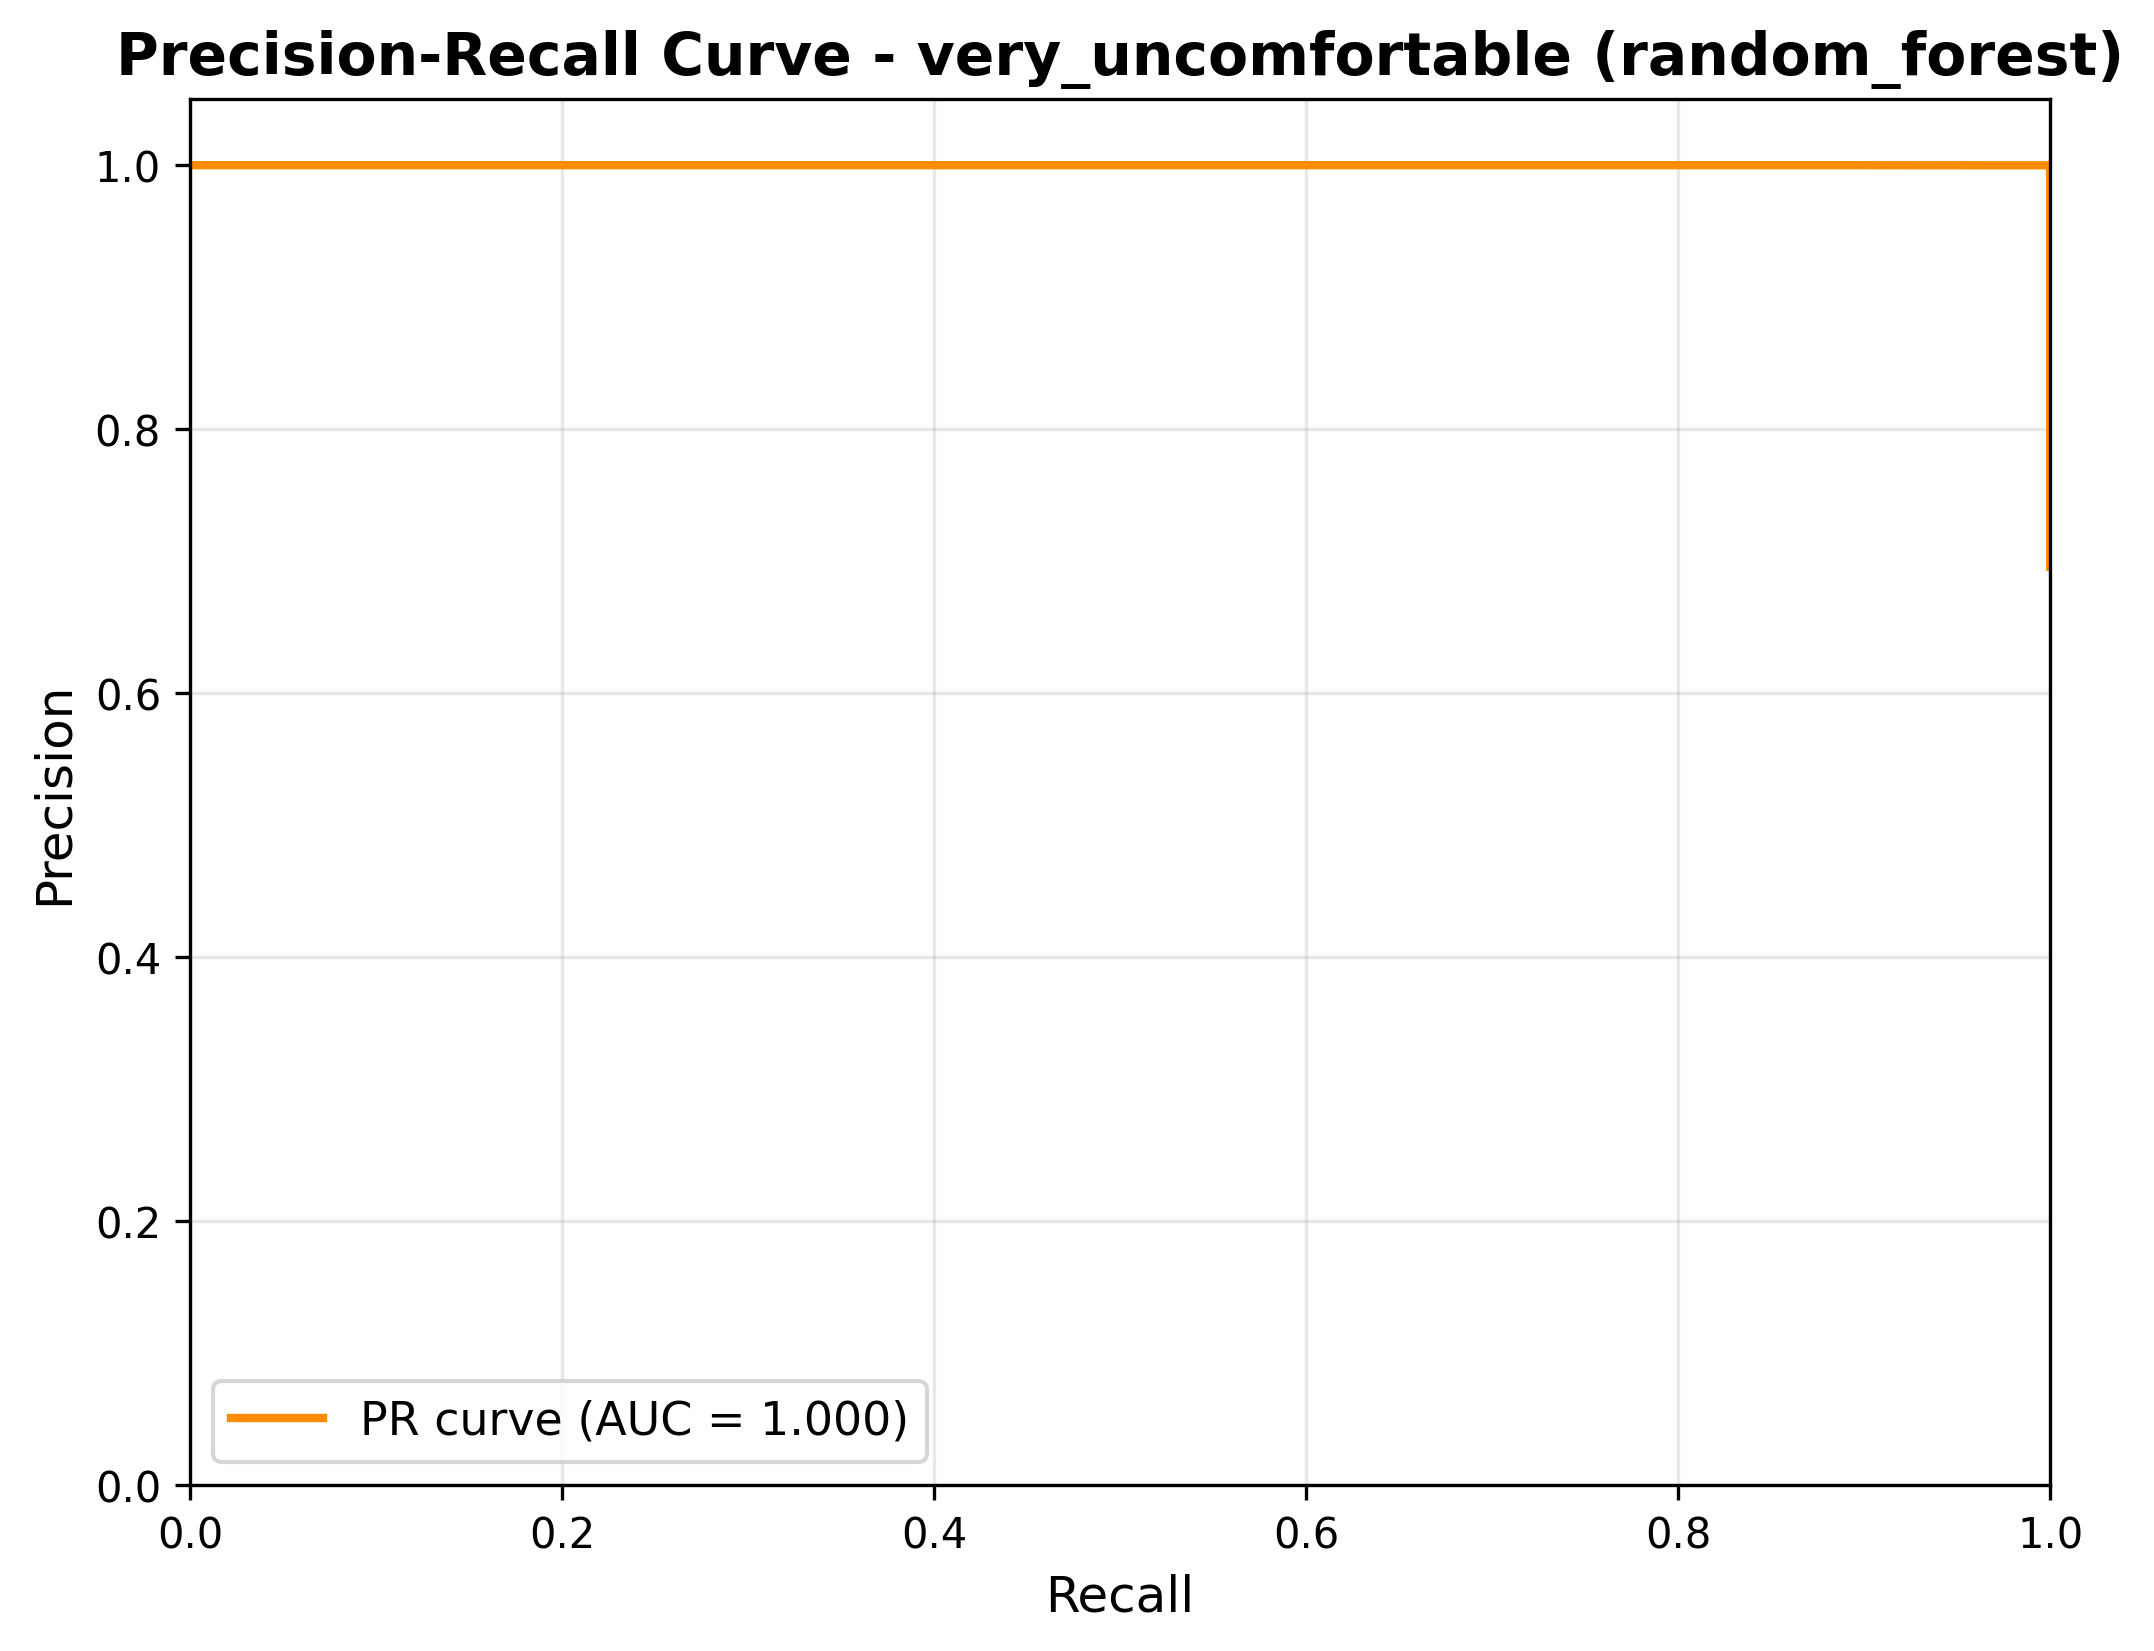 Precision-Recall Curve - very_uncomfortable (random_forest)
1.0
0.8
0.6
0.4
0.2
0.0
Precision
PR curve (AUC = 1.000)
0.0 0.2 0.4 0.6 0.8 1.0
Recall